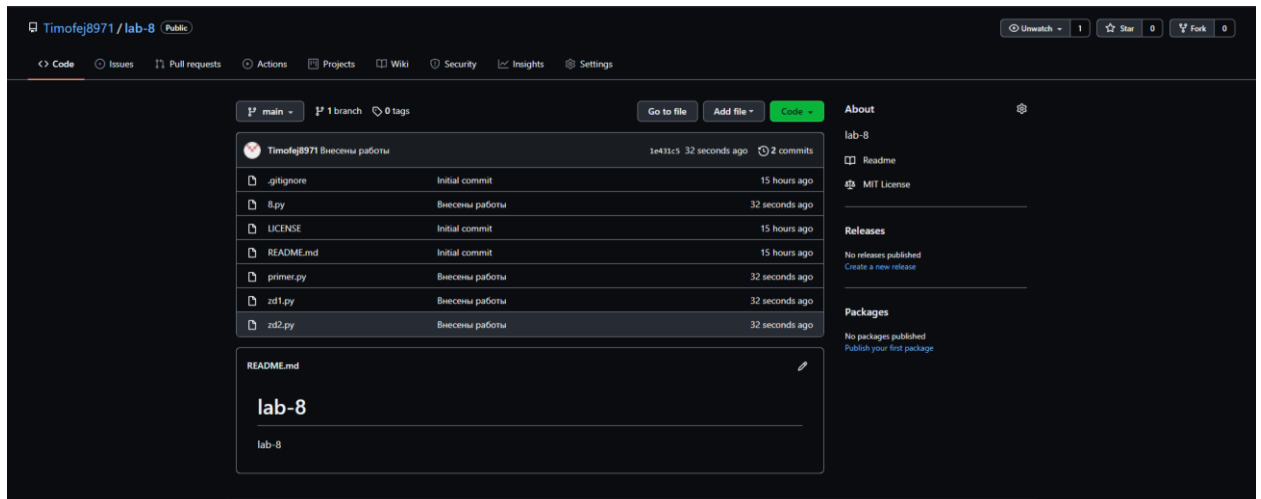 Timofej8971 / lab-8 Public
Unwatch 1 Star 0 Fork 0
<> Code Issues Pull requests Actions Projects Wiki Security Insights Settings
main 1 branch 0 tags Go to file Add file Code
Timofej8971 Внесены работы 1e431c5 32 seconds ago 2 commits
.gitignore Initial commit 15 hours ago
8.py Внесены работы 32 seconds ago
LICENSE Initial commit 15 hours ago
README.md Initial commit 15 hours ago
primer.py Внесены работы 32 seconds ago
zd1.py Внесены работы 32 seconds ago
zd2.py Внесены работы 32 seconds ago
README.md
lab-8
lab-8
About
lab-8
Readme
MIT License
Releases
No releases published
Create a new release
Packages
No packages published
Publish your first package